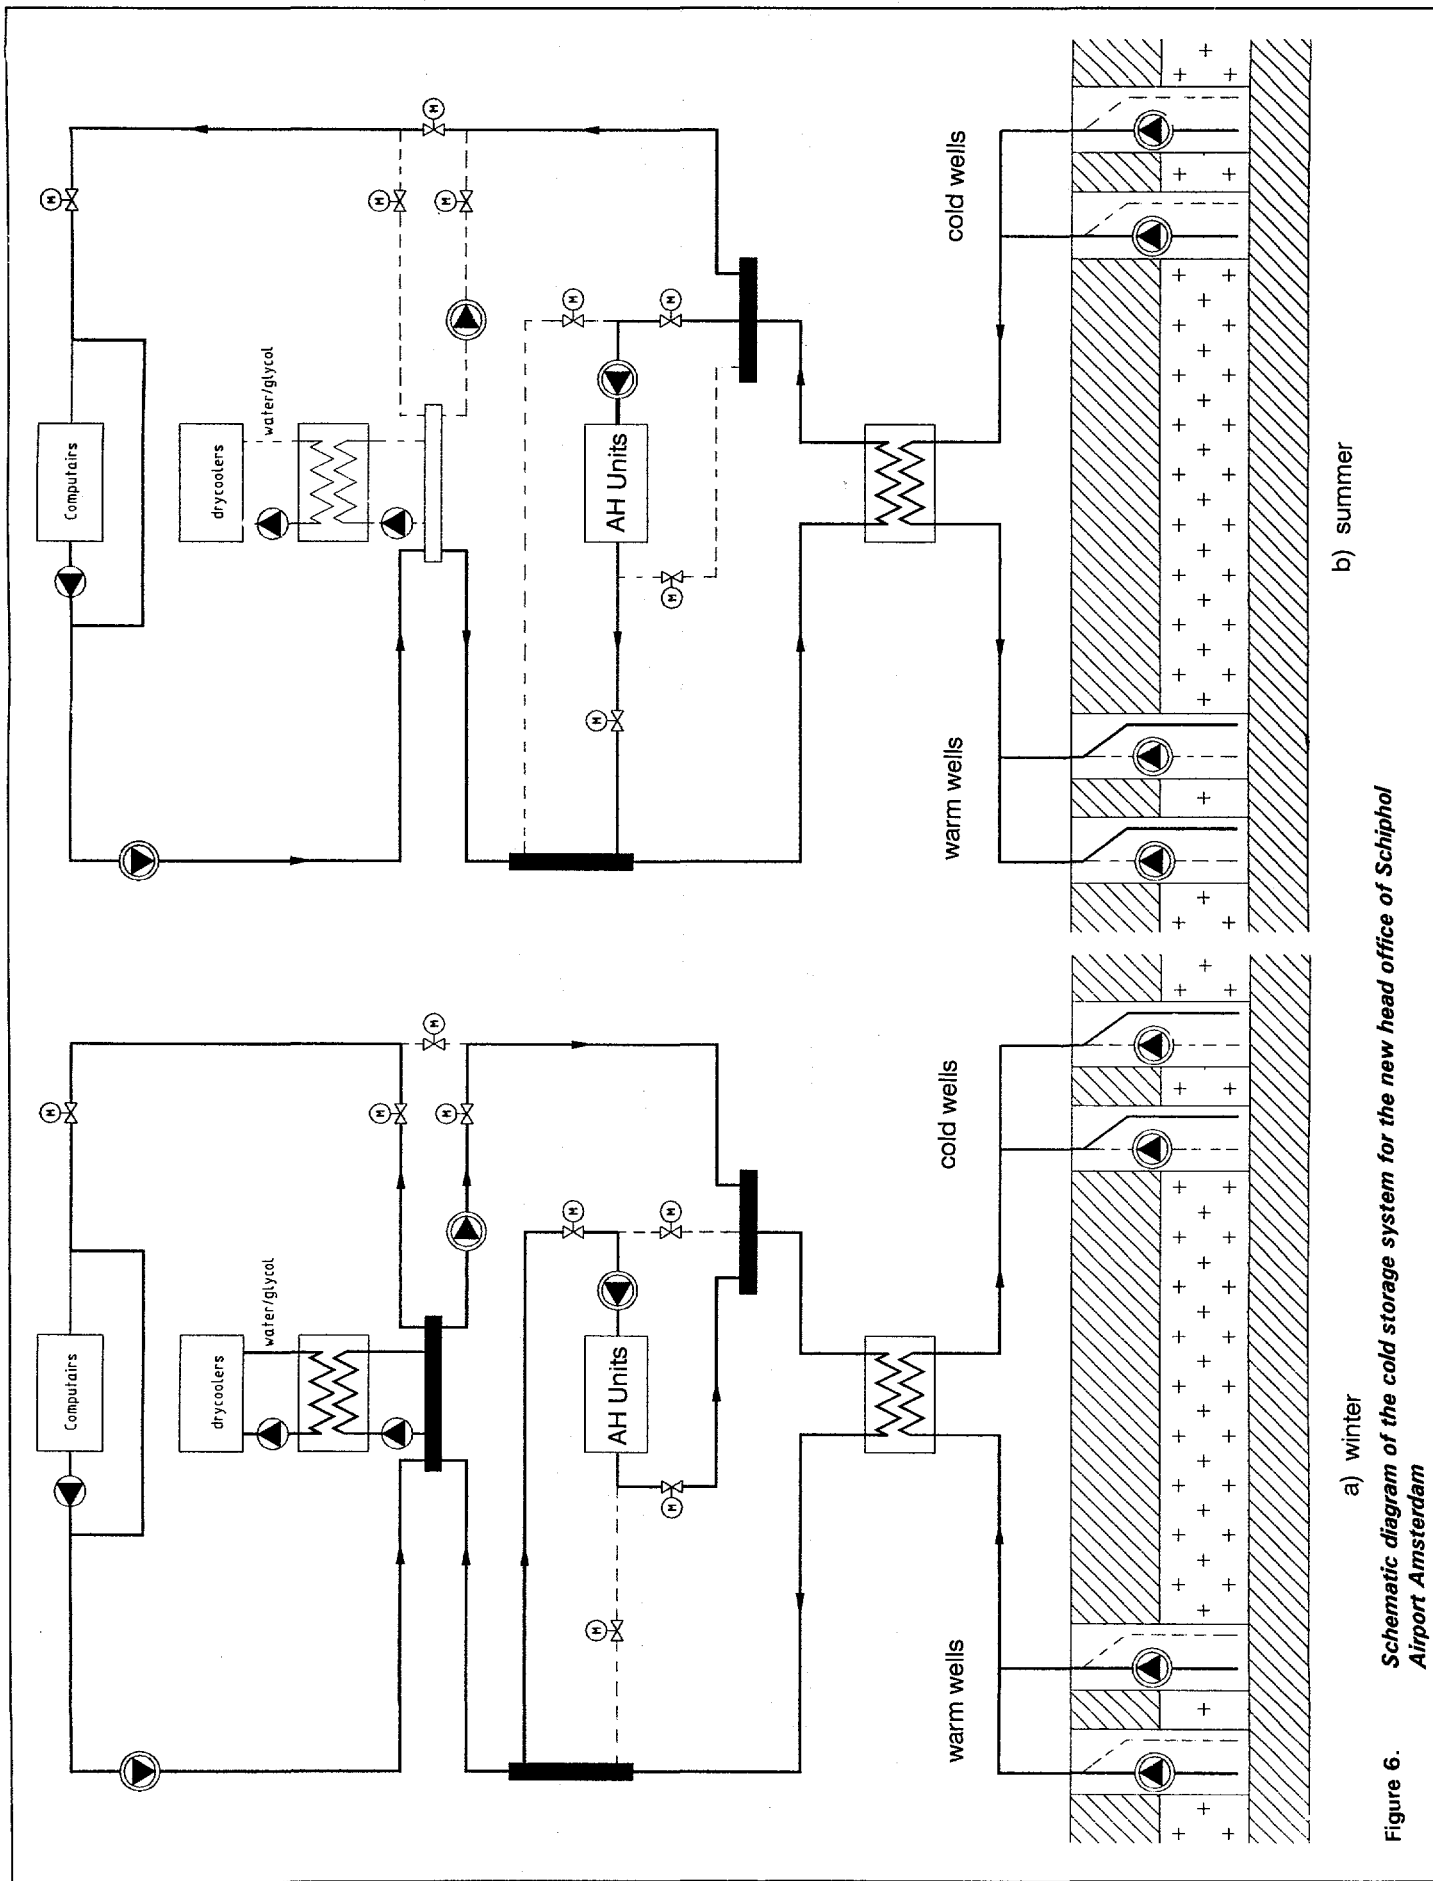 M
Computairs
M
drycoolers
water/glycol
M
M
M
AH Units
M
M
M
warm wells
cold wells
a) winter
M
Computairs
M
drycoolers
water/glycol
M
M
M
AH Units
M
M
M
warm wells
cold wells
b) summer
Figure 6. Schematic diagram of the cold storage system for the new head office of Schiphol
Airport Amsterdam